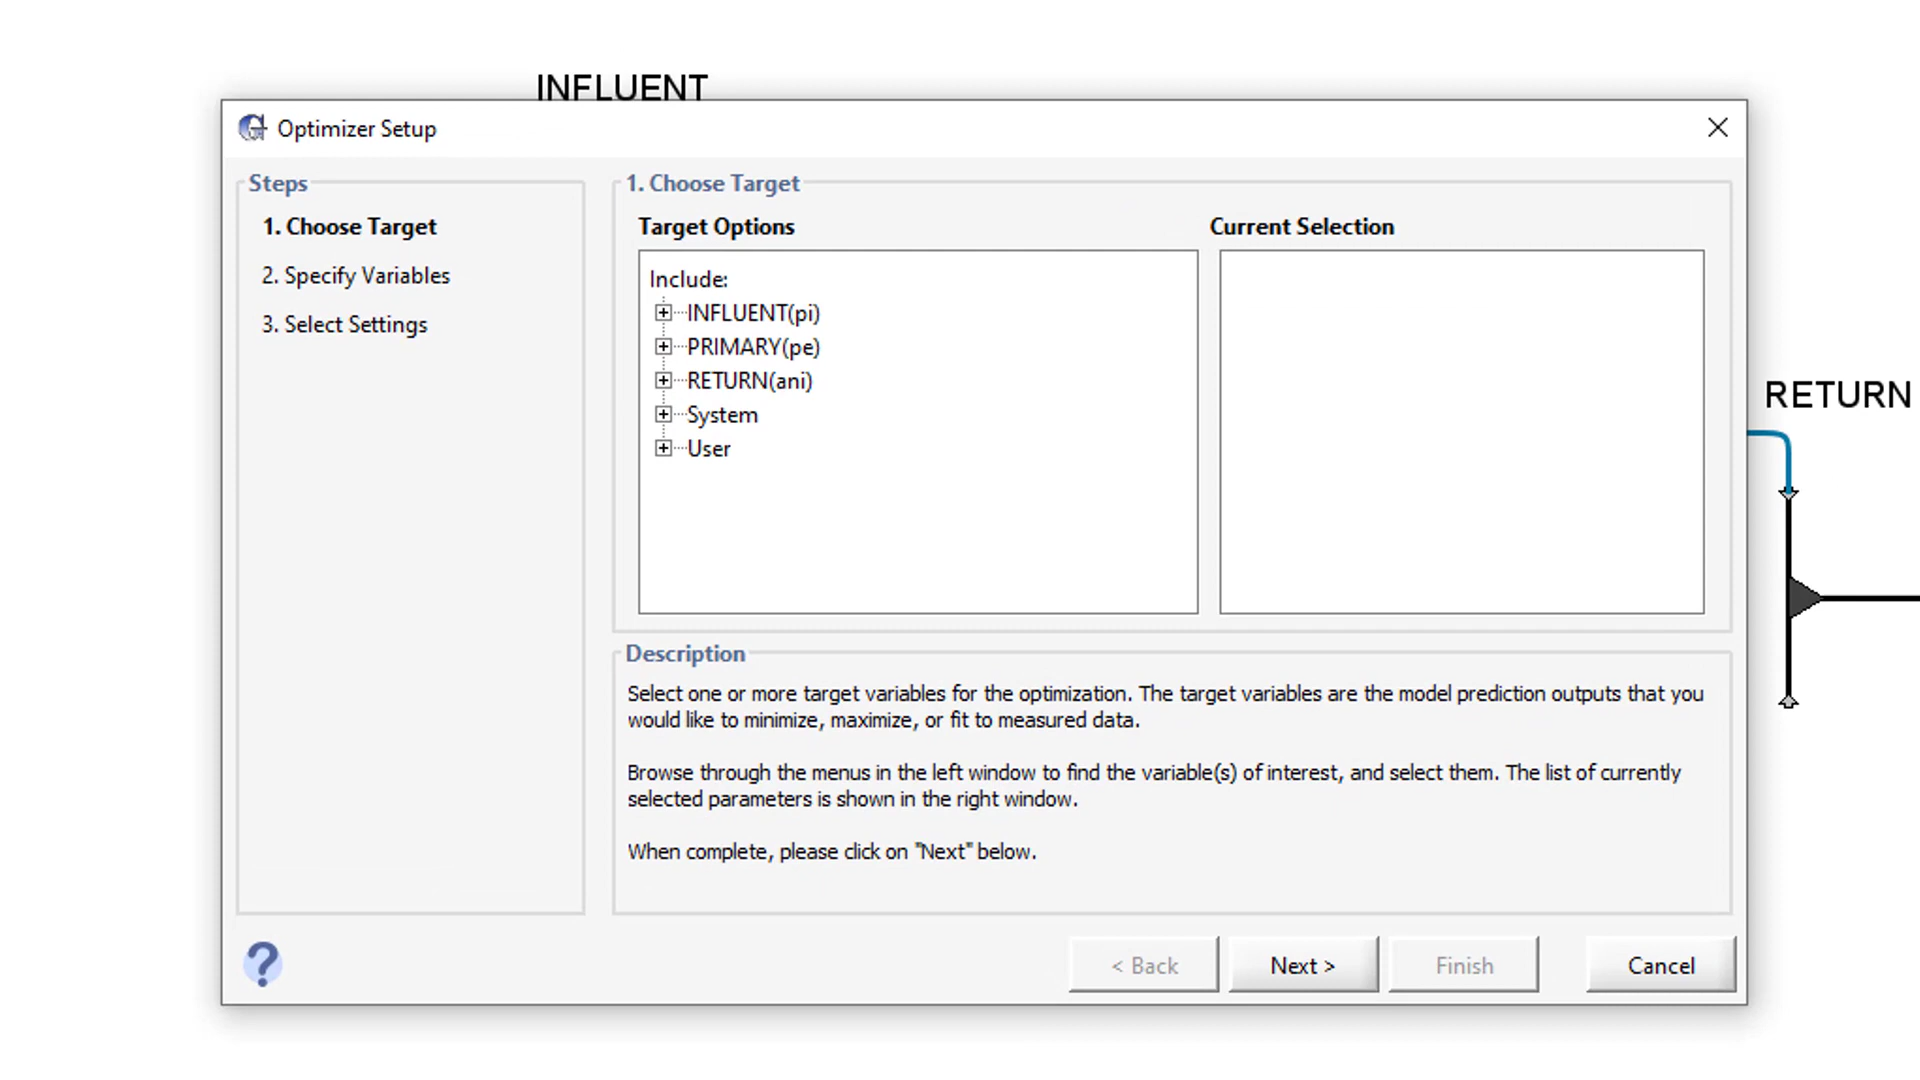 INFLUENT
Optimizer Setup
Steps
1. Choose Target
2. Specify Variables
3. Select Settings
1. Choose Target
Target Options
Include:
INFLUENT(pi)
PRIMARY(pe)
RETURN(ani)
System
User
Current Selection
RETURN
Description
Select one or more target variables for the optimization. The target variables are the model prediction outputs that you
would like to minimize, maximize, or fit to measured data.
Browse through the menus in the left window to find the variable(s) of interest, and select them. The list of currently
selected parameters is shown in the right window.
When complete, please click on "Next" below.
?
< Back
Next >
Finish
Cancel